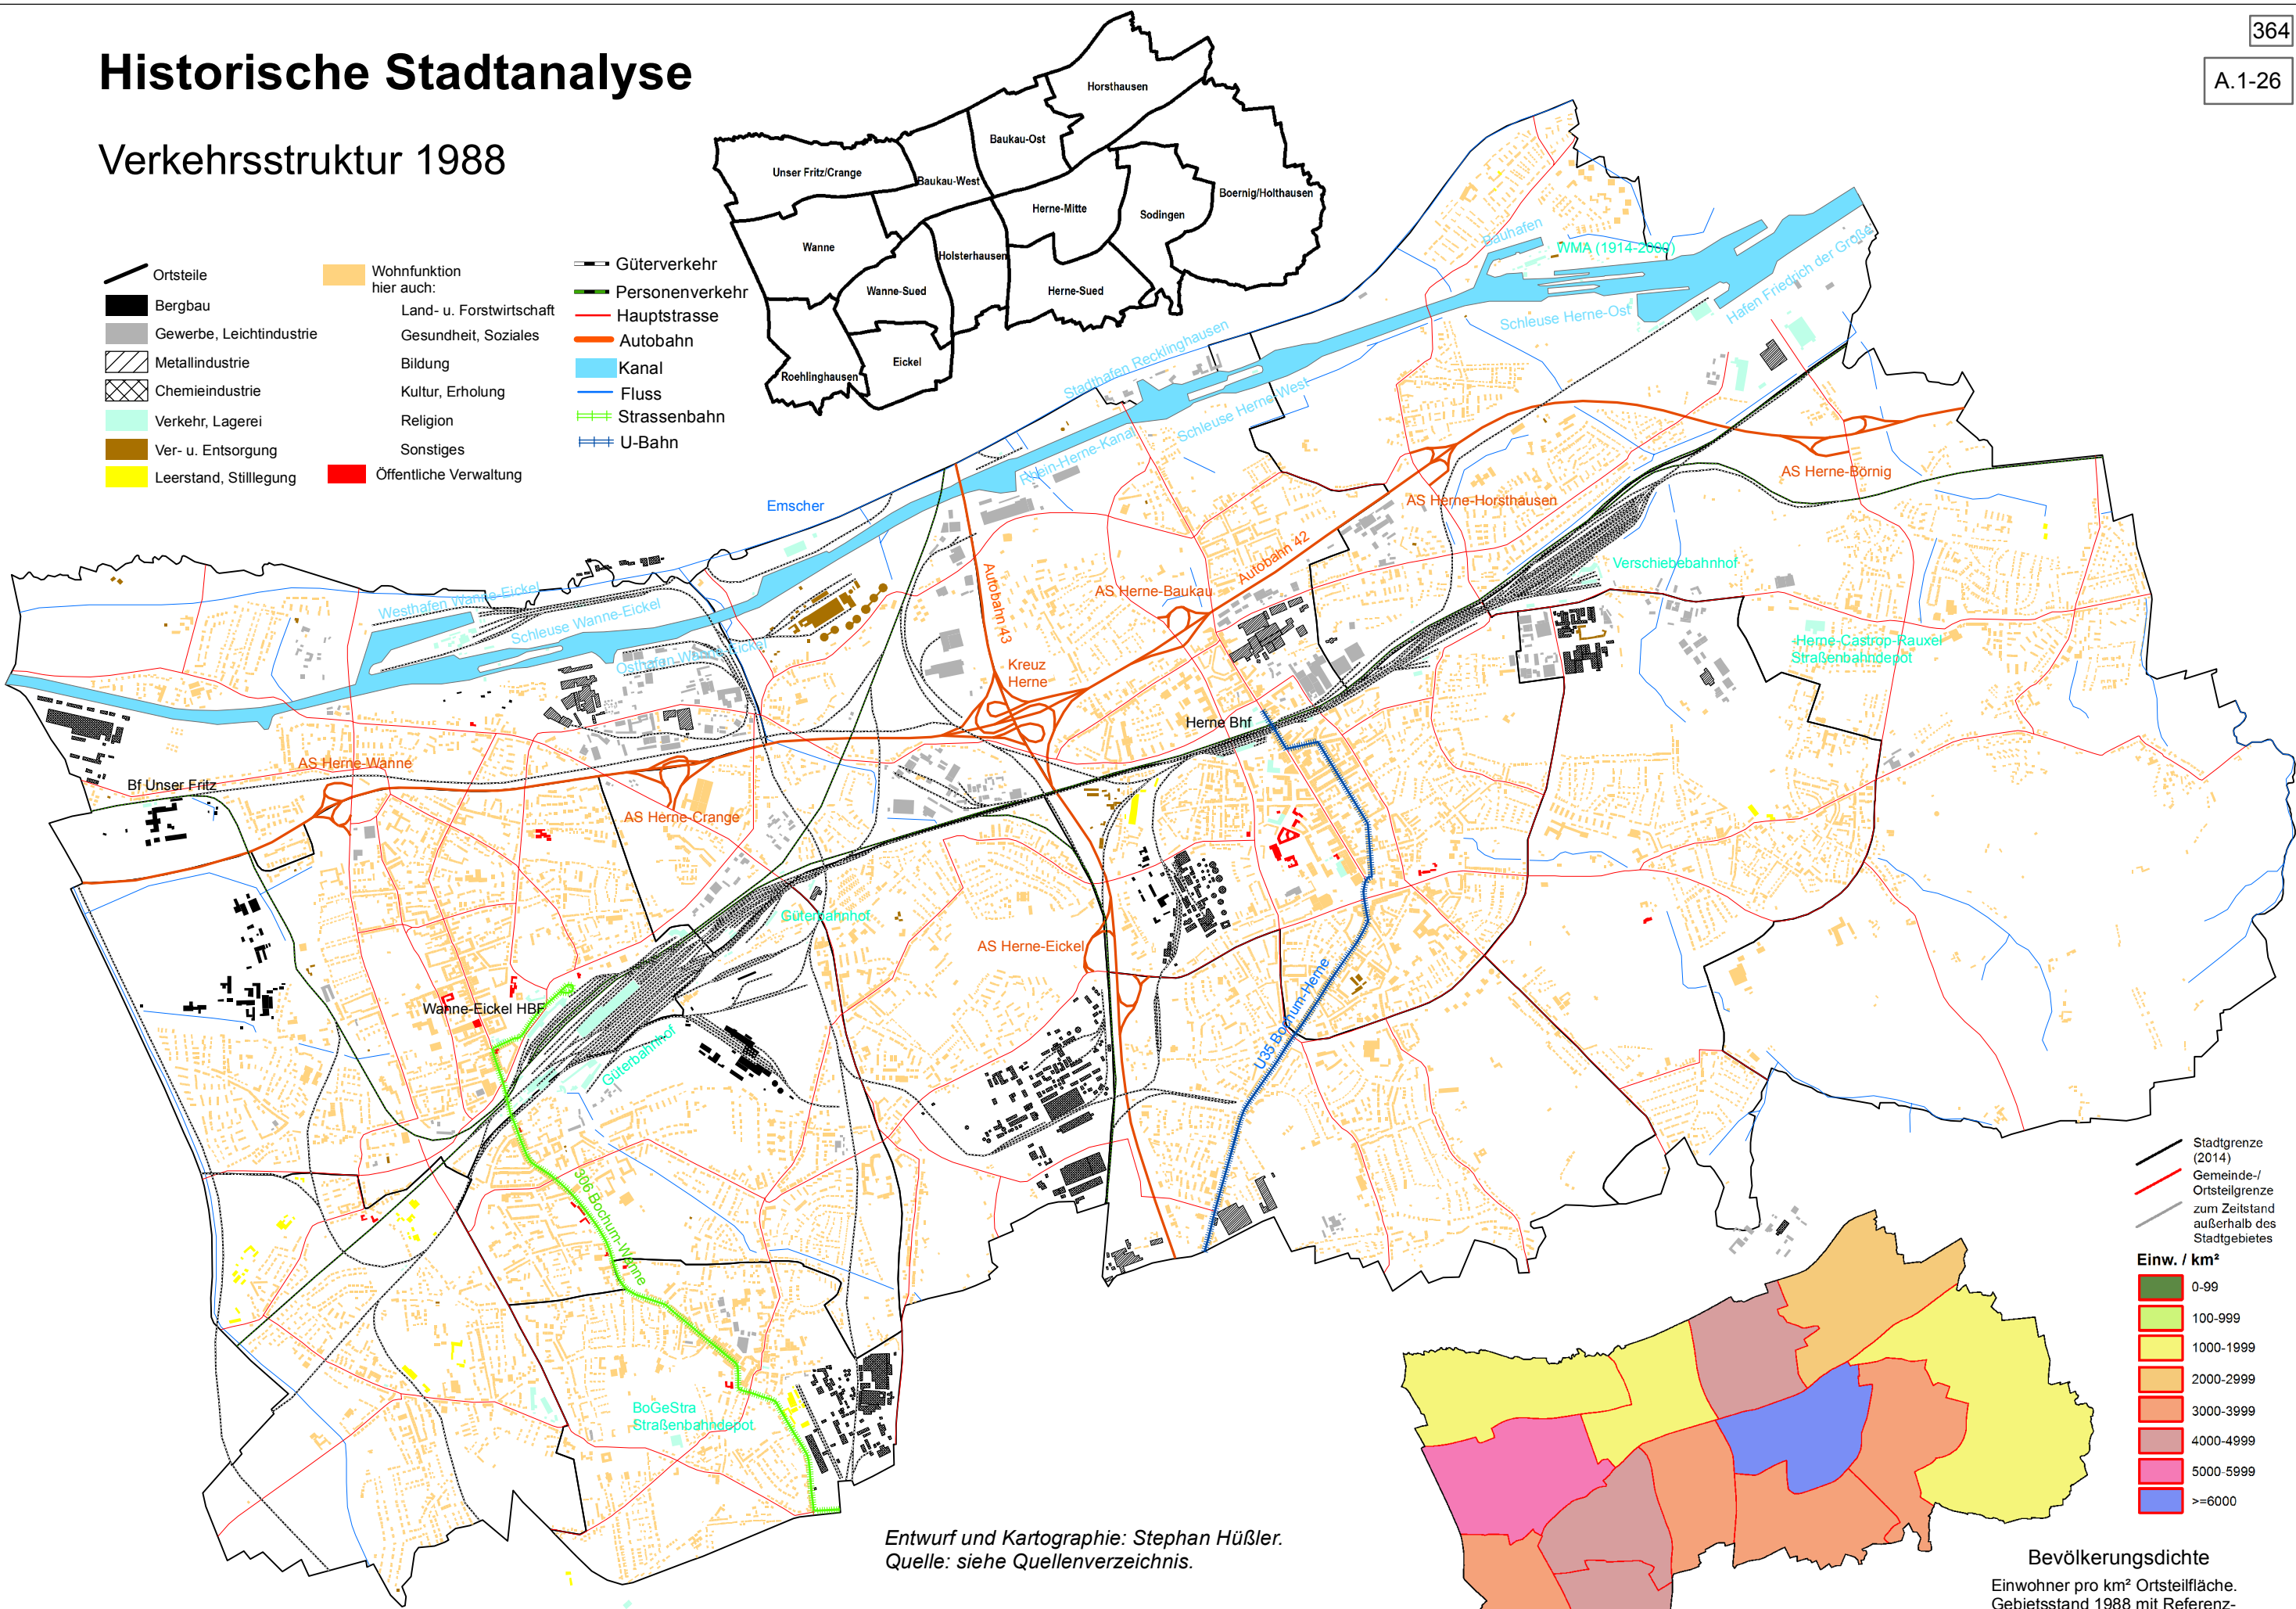 364
A.1-26
Historische Stadtanalyse
Verkehrsstruktur 1988
Ortsteile
Bergbau
Gewerbe, Leichtindustrie
Metallindustrie
Chemieindustrie
Verkehr, Lagerei
Ver- u. Entsorgung
Leerstand, Stilllegung
Wohnfunktion
hier auch:
Land- u. Forstwirtschaft
Gesundheit, Soziales
Bildung
Kultur, Erholung
Religion
Sonstiges
Öffentliche Verwaltung
Güterverkehr
Personenverkehr
Hauptstrasse
Autobahn
Kanal
Fluss
Strassenbahn
U-Bahn
Horsthausen
Baukau-Ost
Unser Fritz/Crange
Baukau-West
Boernig/Holthausen
Herne-Mitte
Sodingen
Wanne
Holsterhausen
Wanne-Sued
Herne-Sued
Eickel
Roehlinghausen
Bauhafen
WMA (1914-2000)
Hafen Friedrich der Große
Schleuse Herne-Ost
Stadthafen Recklinghausen
Schleuse Herne-West
Rhein-Herne-Kanal
AS Herne-Börnig
AS Herne-Horsthausen
Emscher
Autobahn 42
Autobahn 43
Verschiebebahnhof
AS Herne-Baukau
Westhafen Wanne-Eickel
Schleuse Wanne-Eickel
Osthafen Wanne-Eickel
Herne-Castrop-Rauxel
Straßenbahndepot
Kreuz
Herne
Herne Bhf
AS Herne-Wanne
Bf Unser Fritz
AS Herne-Crange
Güterbahnhof
AS Herne-Eickel
Wanne-Eickel HBF
U35 Bochum-Herne
Güterbahnhof
306 Bochum-Wanne
BoGeStra
Straßenbahndepot
Stadtgrenze
(2014)
Gemeinde-/
Ortsteilgrenze
zum Zeitstand
außerhalb des
Stadtgebietes
Einw. / km²
0-99
100-999
1000-1999
2000-2999
3000-3999
4000-4999
5000-5999
>=6000
Entwurf und Kartographie: Stephan Hüßler.
Quelle: siehe Quellenverzeichnis.
Bevölkerungsdichte
Einwohner pro km² Ortsteilfläche.
Gebietsstand 1988 mit Referenz-